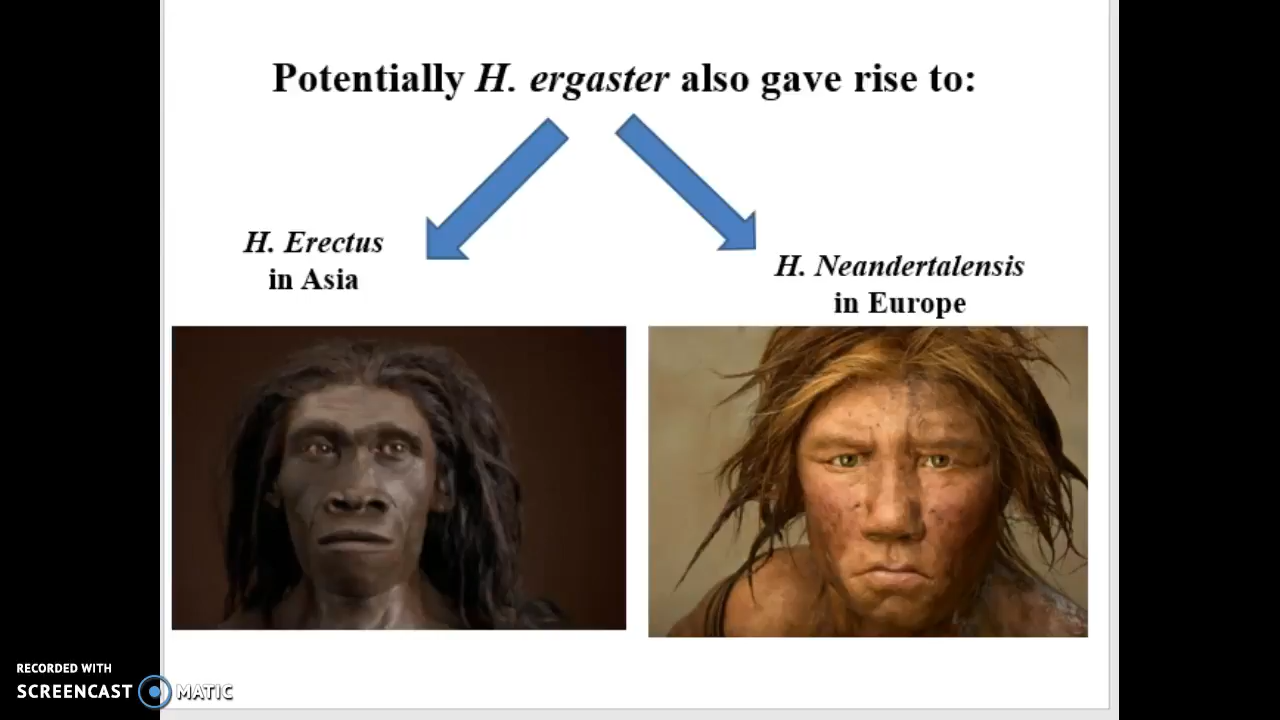 Potentially H. ergaster also gave rise to:
H. Erectus
in Asia
H. Neandertalensis
in Europe
RECORDED WITH
SCREENCAST MATIC